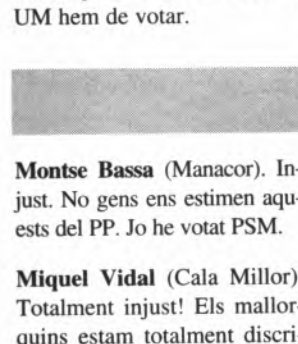 UM hem de votar.
Montse Bassa (Manacor). In-
just. No gens ens estimen aqu-
ests del PP. Jo he votat PSM.
Miquel Vidal (Cala Millor)
Totalment injust! Els mallor-
quins estam totalment discri-